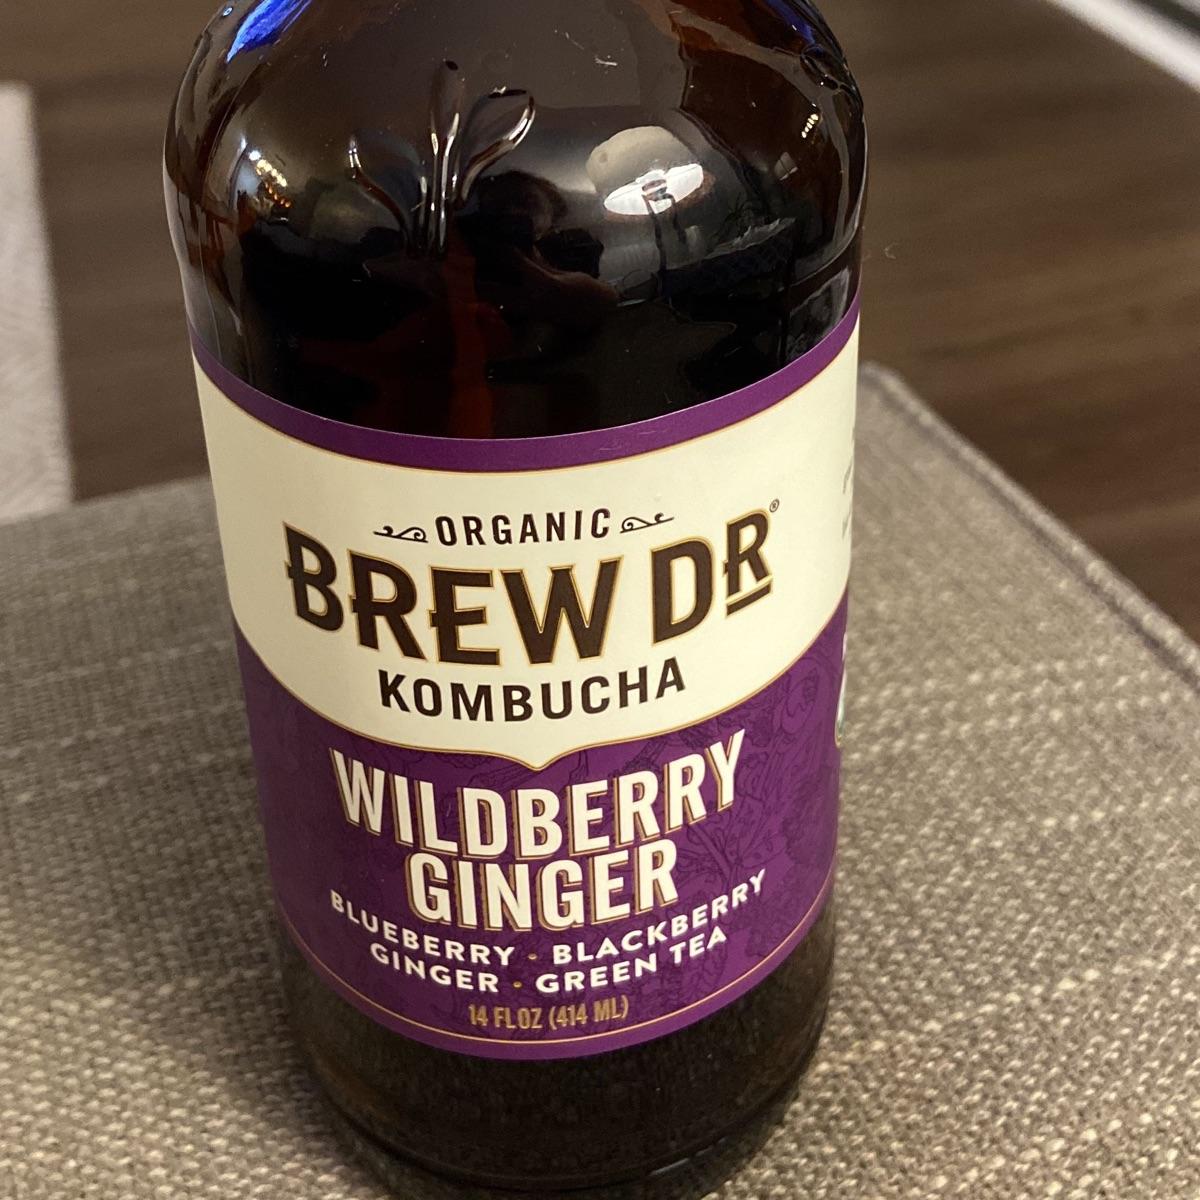 ORGANIC
BREW DR®
KOMBUCHA
WILDBERRY
GINGER
BLUEBERRY · BLACKBERRY
GINGER · GREEN TEA
14 FL OZ (414 ML)